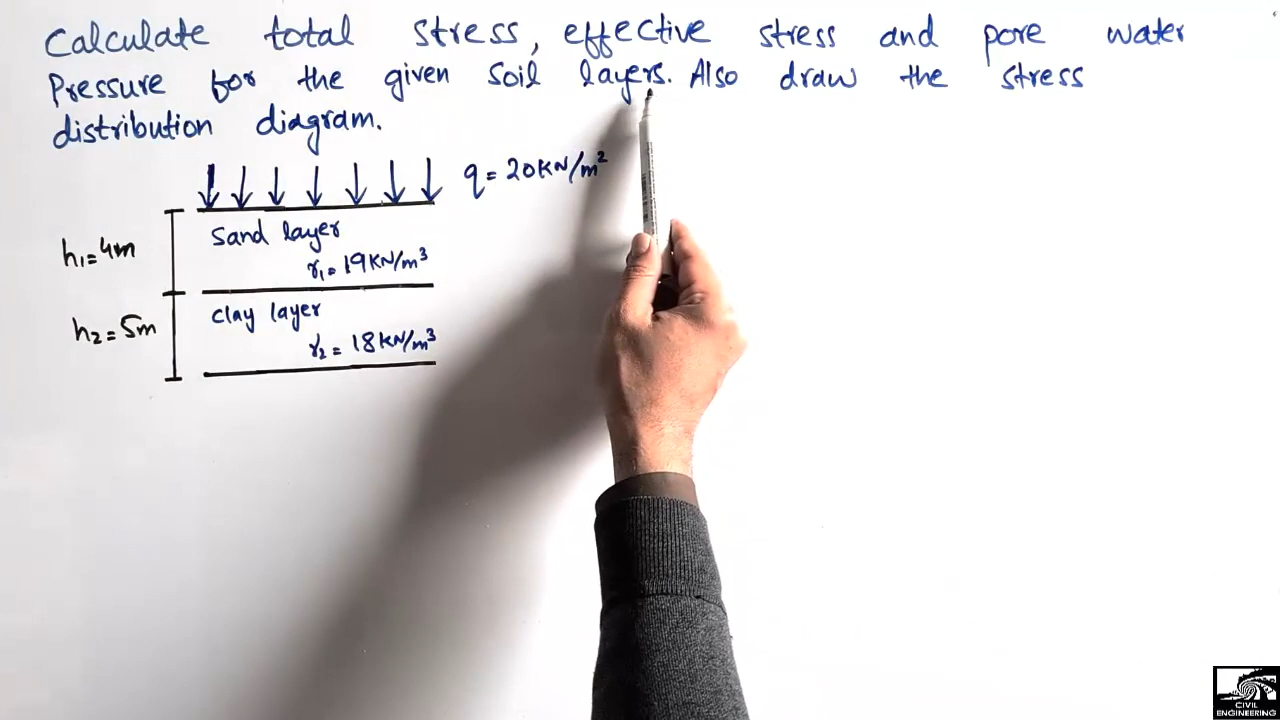 Calculate total stress, effective stress and pore water
Pressure for the given soil layers. Also draw the stress
distribution diagram.
q = 20KN/m²
Sand layer
h₁=4m
γ₁ = 19KN/m³
clay layer
h₂=5m
γ₂ = 18KN/m³
CIVIL
ENGINEERING